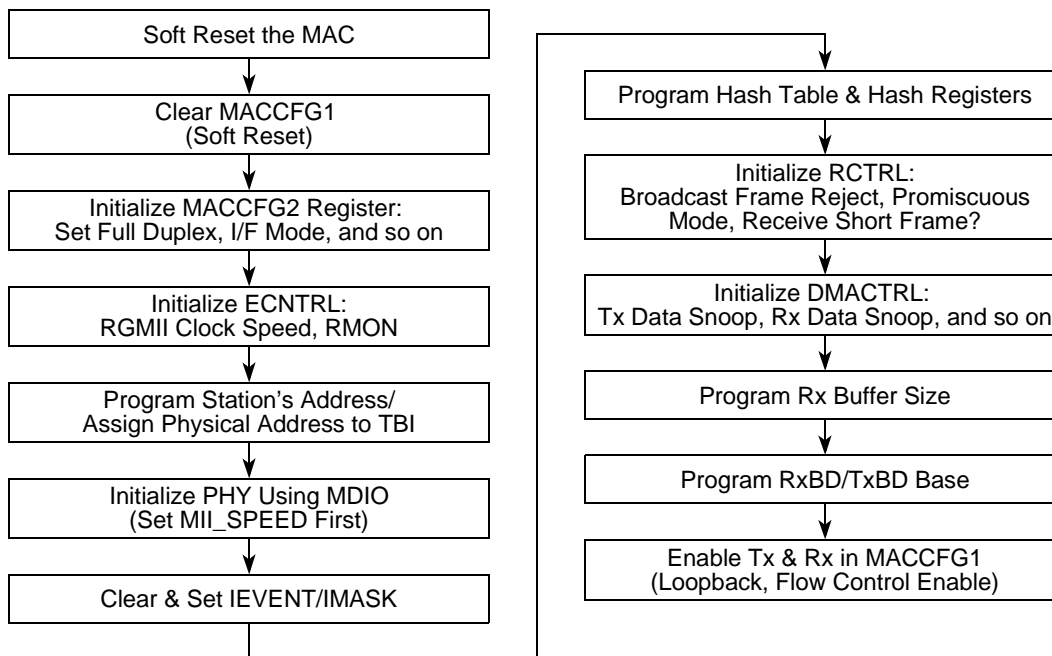 Soft Reset the MAC
Clear MACCFG1
(Soft Reset)
Initialize MACCFG2 Register:
Set Full Duplex, I/F Mode, and so on
Initialize ECNTRL:
RGMII Clock Speed, RMON
Program Station's Address/
Assign Physical Address to TBI
Initialize PHY Using MDIO
(Set MII_SPEED First)
Clear & Set IEVENT/IMASK
Program Hash Table & Hash Registers
Initialize RCTRL:
Broadcast Frame Reject, Promiscuous
Mode, Receive Short Frame?
Initialize DMACTRL:
Tx Data Snoop, Rx Data Snoop, and so on
Program Rx Buffer Size
Program RxBD/TxBD Base
Enable Tx & Rx in MACCFG1
(Loopback, Flow Control Enable)